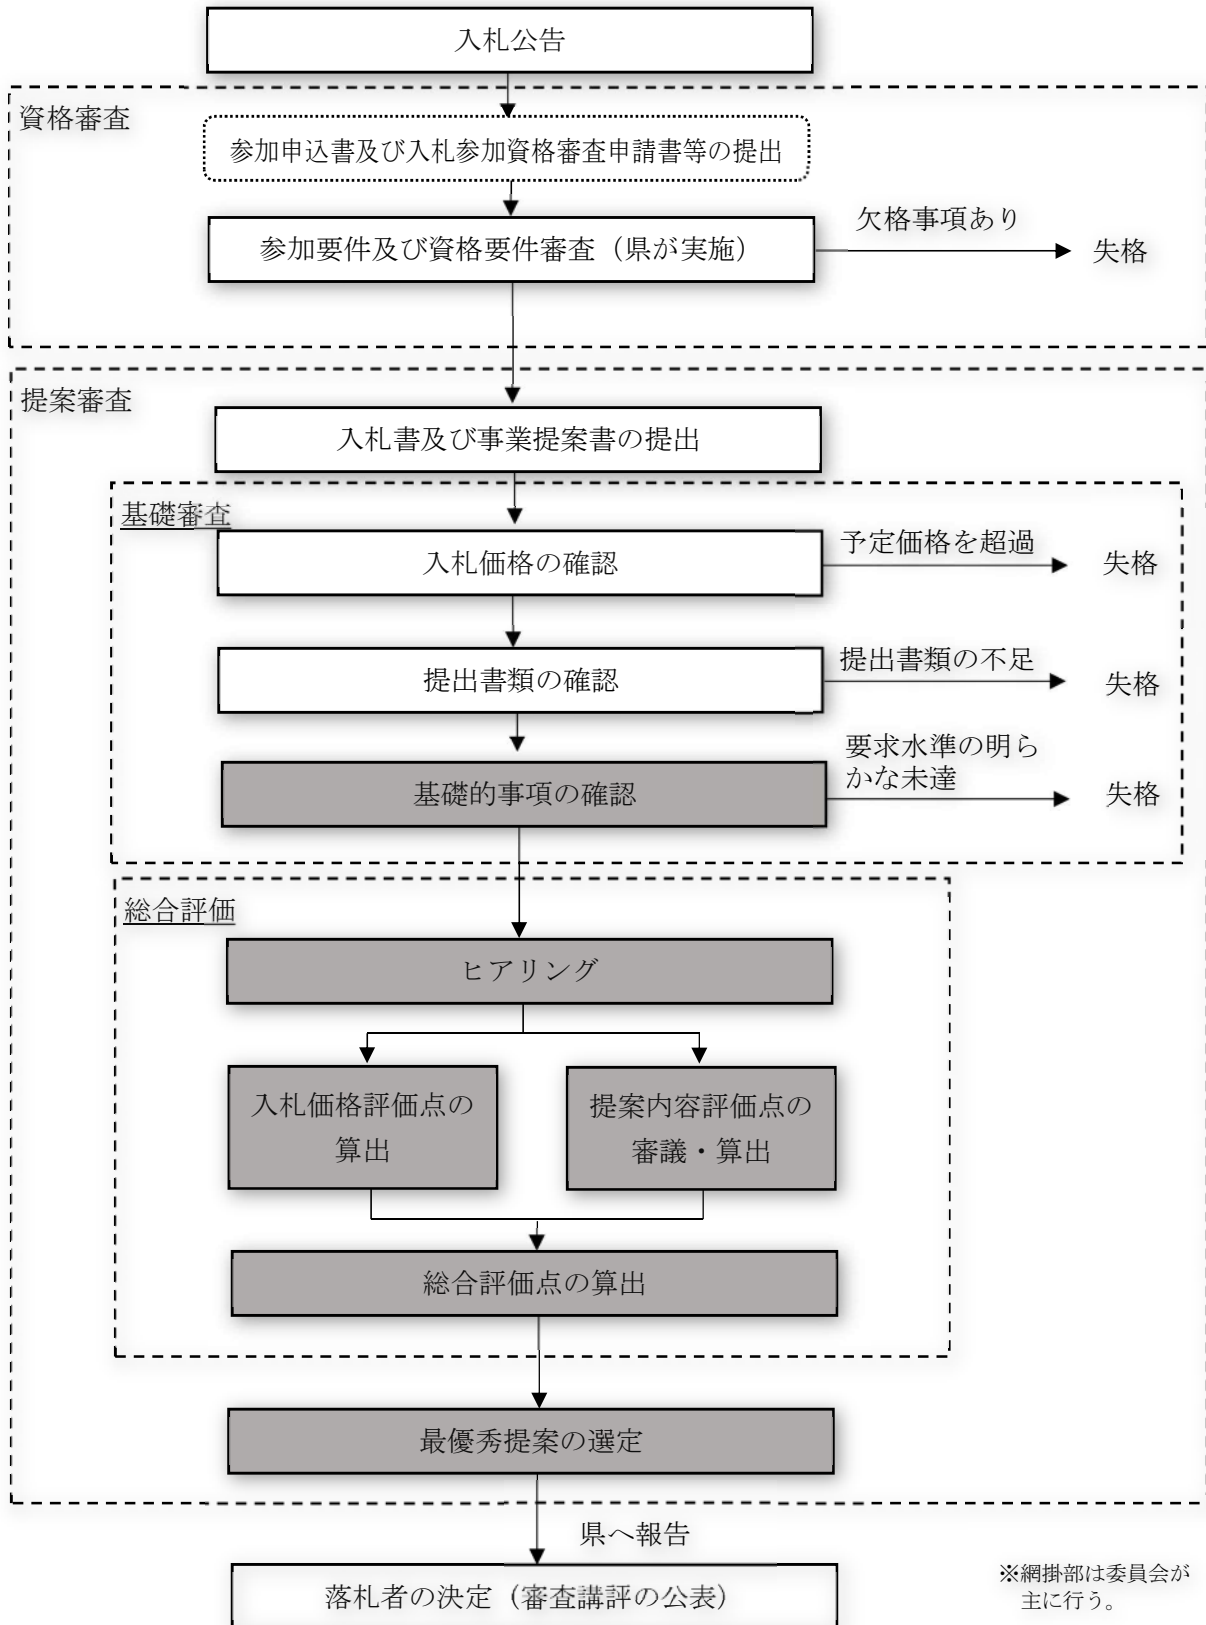 入札公告
資格審査
参加申込書及び入札参加資格審査申請書等の提出
参加要件及び資格要件審査（県が実施）
欠格事項あり
失格
提案審査
入札書及び事業提案書の提出
基礎審査
入札価格の確認
予定価格を超過
失格
提出書類の確認
提出書類の不足
失格
基礎的事項の確認
要求水準の明ら
かな未達
失格
総合評価
ヒアリング
入札価格評価点の
算出
提案内容評価点の
審議・算出
総合評価点の算出
最優秀提案の選定
県へ報告
落札者の決定（審査講評の公表）
※網掛部は委員会が
主に行う。